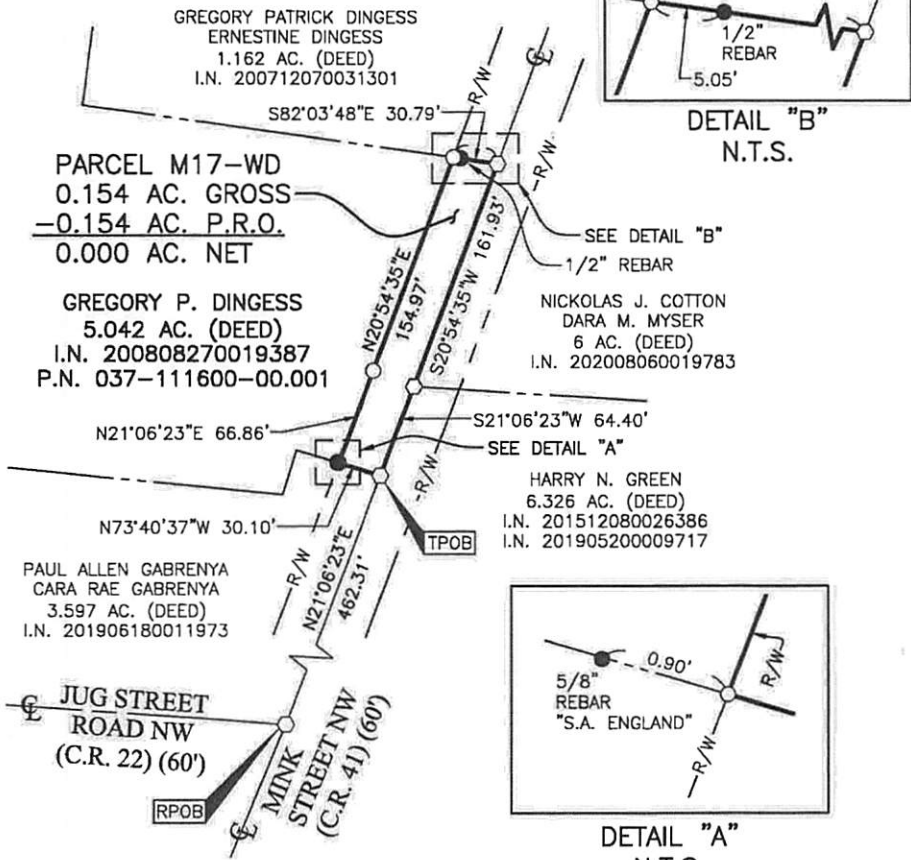 GREGORY PATRICK DINGESS
ERNESTINE DINGESS
1.162 AC. (DEED)
I.N. 200712070031301
S82°03'48"E 30.79'
R/W
℄
R/W
1/2"
REBAR
5.05'
DETAIL "B"
N.T.S.
PARCEL M17-WD
0.154 AC. GROSS
-0.154 AC. P.R.O.
0.000 AC. NET
SEE DETAIL "B"
1/2" REBAR
GREGORY P. DINGESS
5.042 AC. (DEED)
I.N. 200808270019387
P.N. 037-111600-00.001
N20°54'35"E
154.97'
S20°54'35"W 161.93'
NICKOLAS J. COTTON
DARA M. MYSER
6 AC. (DEED)
I.N. 202008060019783
N21°06'23"E 66.86'
S21°06'23"W 64.40'
SEE DETAIL "A"
R/W
HARRY N. GREEN
6.326 AC. (DEED)
I.N. 201512080026386
I.N. 201905200009717
N73°40'37"W 30.10'
TPOB
PAUL ALLEN GABRENYA
CARA RAE GABRENYA
3.597 AC. (DEED)
I.N. 201906180011973
R/W
N21°06'23"E
462.31'
℄ JUG STREET
ROAD NW
(C.R. 22) (60')
RPOB
℄ MINK
STREET NW
(C.R. 41) (60')
5/8"
REBAR
"S.A. ENGLAND"
0.90'
R/W
R/W
DETAIL "A"